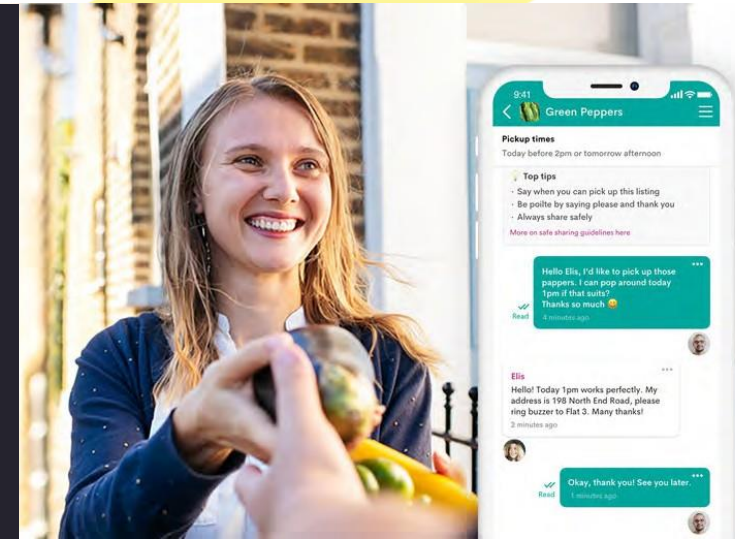 9:41
Green Peppers
Pickup times
Today before 2pm or tomorrow afternoon
Top tips
· Say when you can pick up this listing
· Be poilte by saying please and thank you
· Always share safely
More on safe sharing guidelines here
Hello Elis, I'd like to pick up those
pappers. I can pop around today
1pm if that suits?
Thanks so much
4 minutes ago
Read
Elis
Hello! Today 1pm works perfectly. My
address is 198 North End Road, please
ring buzzer to Flat 3. Many thanks!
2 minutes ago
Okay, thank you! See you later.
1 minutes ago
Read